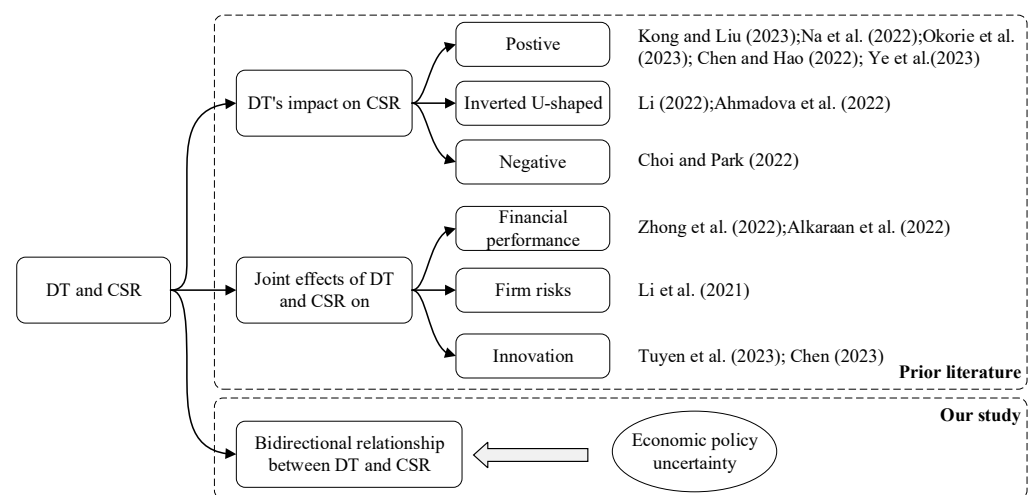 Postive
Kong and Liu (2023);Na et al. (2022);Okorie et al.
(2023); Chen and Hao (2022); Ye et al.(2023)
DT's impact on CSR
Inverted U-shaped
Li (2022);Ahmadova et al. (2022)
Negative
Choi and Park (2022)
Financial
performance
Zhong et al. (2022);Alkaraan et al. (2022)
DT and CSR
Joint effects of DT
and CSR on
Firm risks
Li et al. (2021)
Innovation
Tuyen et al. (2023); Chen (2023)
Prior literature
Our study
Bidirectional relationship
between DT and CSR
Economic policy
uncertainty